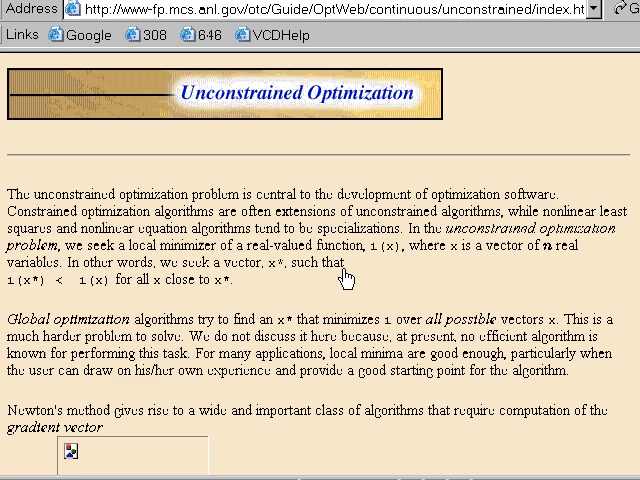 Address http://www-fp.mcs.anl.gov/otc/Guide/OptWeb/continuous/unconstrained/index.ht G
Links Google 308 646 VCDHelp
Unconstrained Optimization
The unconstrained optimization problem is central to the development of optimization software.
Constrained optimization algorithms are often extensions of unconstrained algorithms, while nonlinear least
squares and nonlinear equation algorithms tend to be specializations. In the unconstrained optimization
problem, we seek a local minimizer of a real-valued function, f(x), where x is a vector of n real
variables. In other words, we seek a vector, x*, such that
f(x*) < f(x) for all x close to x*.
Global optimization algorithms try to find an x* that minimizes f over all possible vectors x. This is a
much harder problem to solve. We do not discuss it here because, at present, no efficient algorithm is
known for performing this task. For many applications, local minima are good enough, particularly when
the user can draw on his/her own experience and provide a good starting point for the algorithm.
Newton's method gives rise to a wide and important class of algorithms that require computation of the
gradient vector